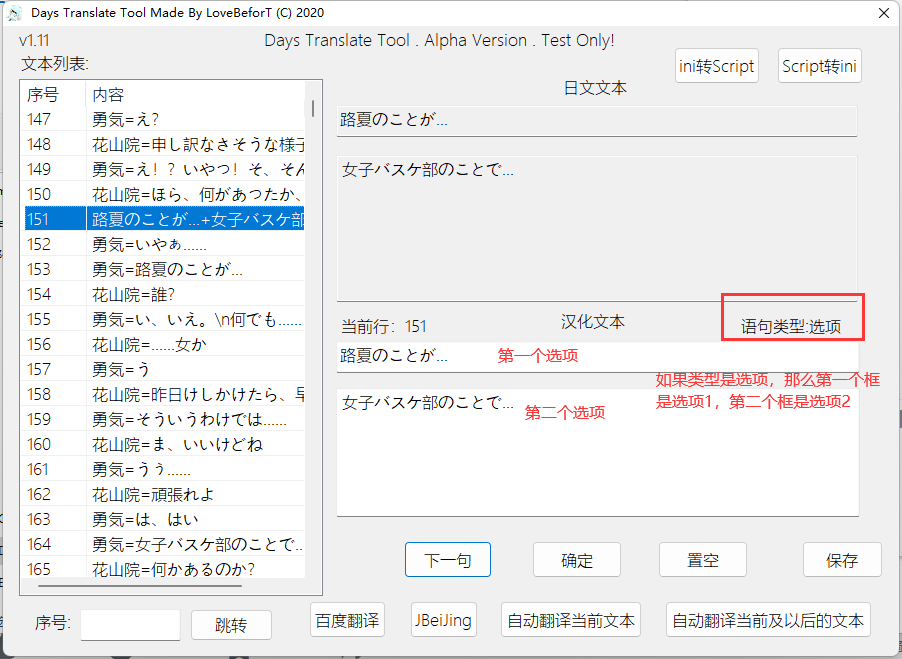 Days Translate Tool Made By LoveBeforT (C) 2020
v1.11
Days Translate Tool . Alpha Version . Test Only!
文本列表:
ini转Script
Script转ini
日文文本
序号 内容
147 勇気=え?
148 花山院=申し訳なさそうな様子
149 勇気=え！？いやつ！そ、そん
150 花山院=ほら、何があつたか、
151 路夏のことが...+女子バスケ部
152 勇気=いやぁ......
153 勇気=路夏のことが...
154 花山院=誰?
155 勇気=い、いえ。\n何でも......
156 花山院=......女か
157 勇気=う
158 花山院=昨日けしかけたら、早
159 勇気=そういうわけでは......
160 花山院=ま、いいけどね
161 勇気=うぅ......
162 花山院=頑張れよ
163 勇気=は、はい
164 勇気=女子バスケ部のことで...
165 花山院=何かあるのか?
路夏のことが...
女子バスケ部のことで...
当前行: 151
汉化文本
语句类型:选项
路夏のことが...
第一个选项
如果类型是选项，那么第一个框
是选项1，第二个框是选项2
女子バスケ部のことで...
第二个选项
下一句
确定
置空
保存
序号:
跳转
百度翻译
JBeiJing
自动翻译当前文本
自动翻译当前及以后的文本